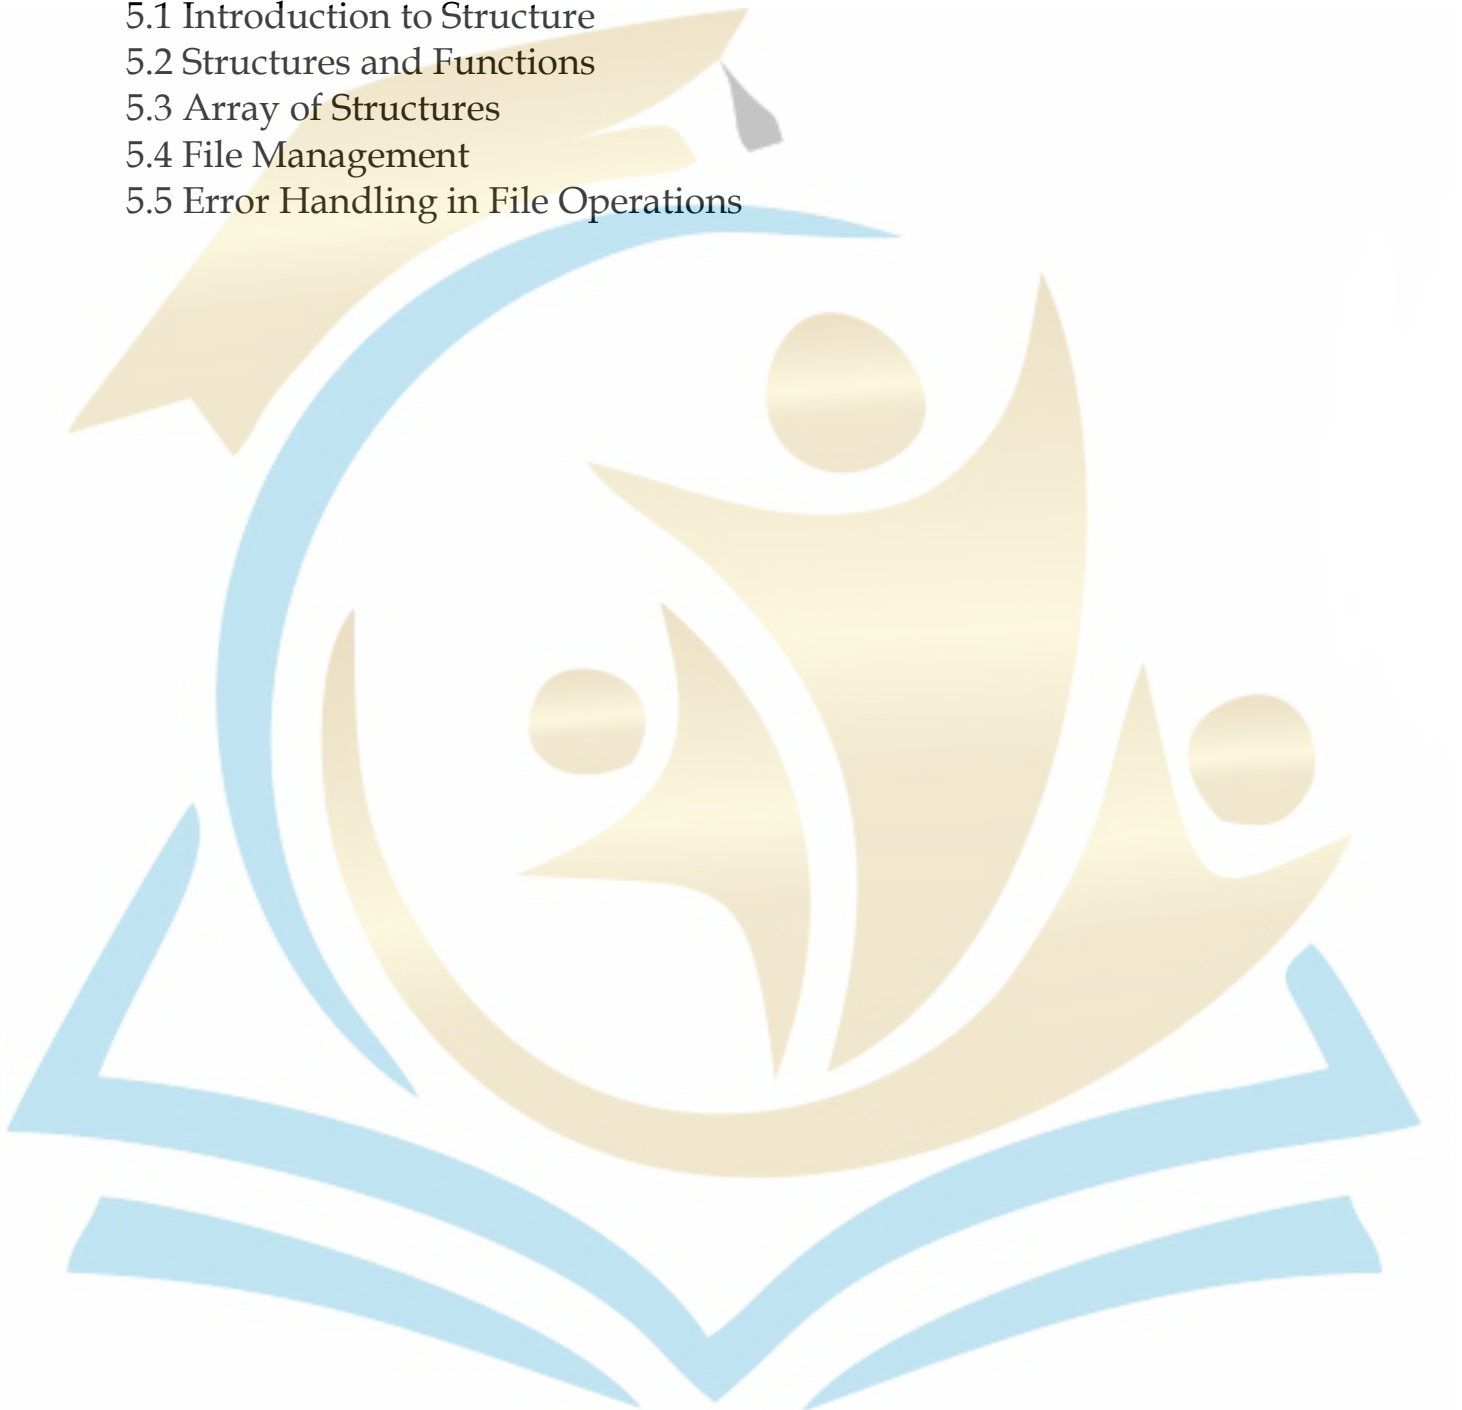 5.1 Introduction to Structure
5.2 Structures and Functions
5.3 Array of Structures
5.4 File Management
5.5 Error Handling in File Operations